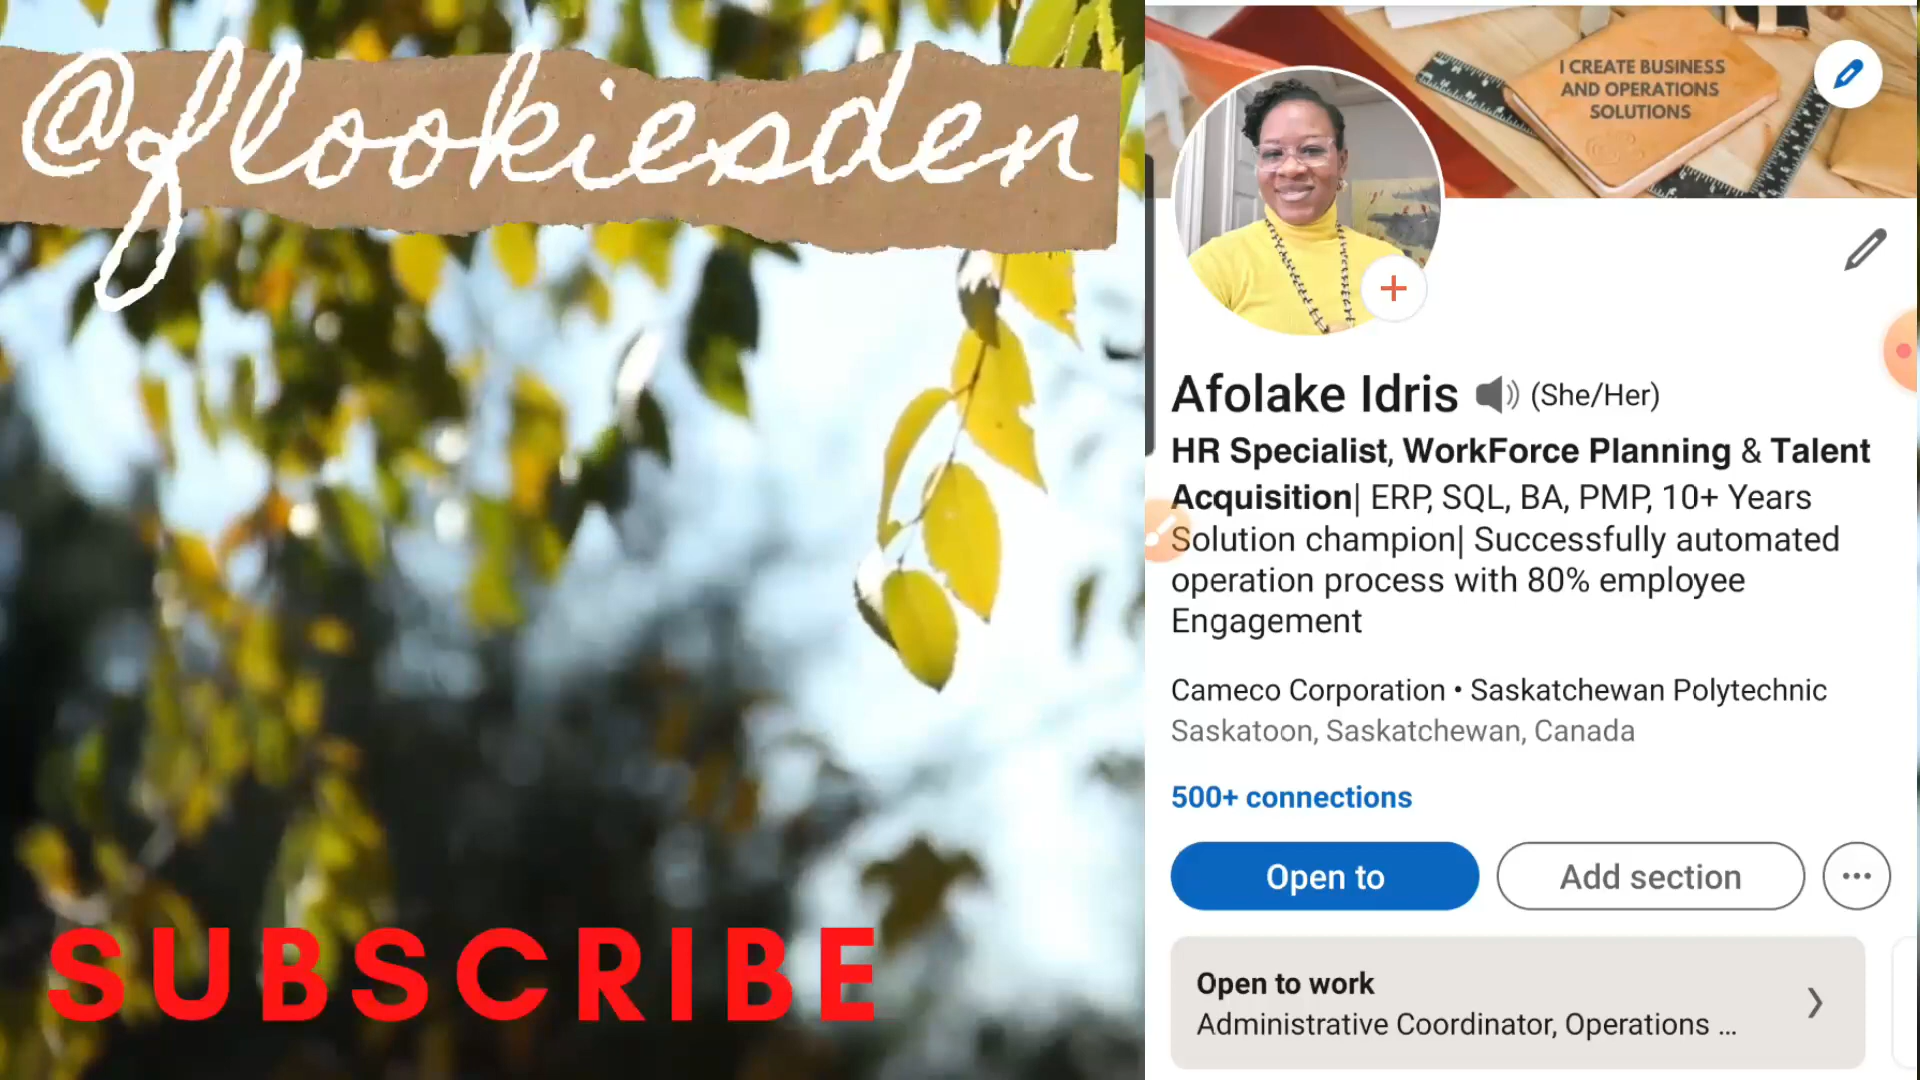 @flookiesden
SUBSCRIBE
I CREATE BUSINESS
AND OPERATIONS
SOLUTIONS
Afolake Idris (She/Her)
HR Specialist, WorkForce Planning & Talent
Acquisition| ERP, SQL, BA, PMP, 10+ Years
Solution champion| Successfully automated
operation process with 80% employee
Engagement
Cameco Corporation • Saskatchewan Polytechnic
Saskatoon, Saskatchewan, Canada
500+ connections
Open to
Add section
Open to work
Administrative Coordinator, Operations ...